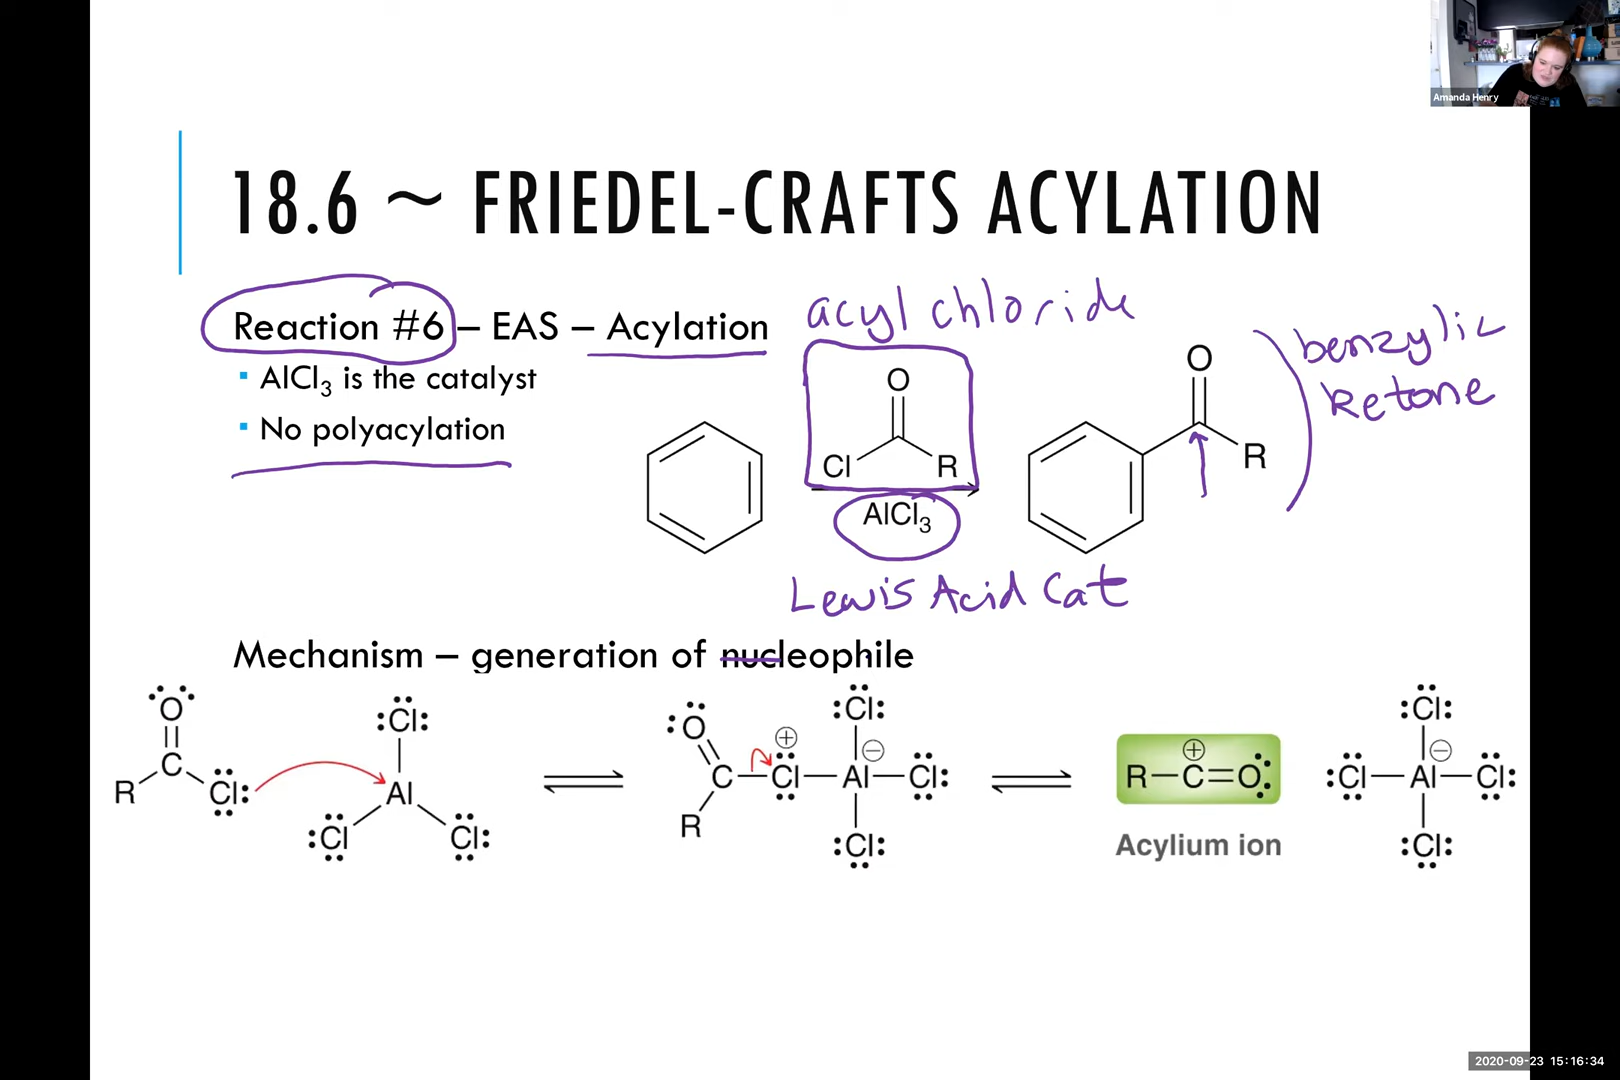 Amanda Henry
18.6 ~ FRIEDEL-CRAFTS ACYLATION
acyl chloride
Reaction #6 – EAS – Acylation
benzylic
ketone
AlCl₃ is the catalyst
No polyacylation
O
Cl
R
AlCl₃
O
R
Lewis Acid Cat
Mechanism – generation of nucleophile
O
C
R
Cl
Cl
Al
Cl
Cl
O
C
R
⊕
Cl
Cl—Al—Cl
⊖
Cl
R—C=O
⊕
Acylium ion
Cl
Cl—Al—Cl
⊖
Cl
2020-09-23 15:16:34